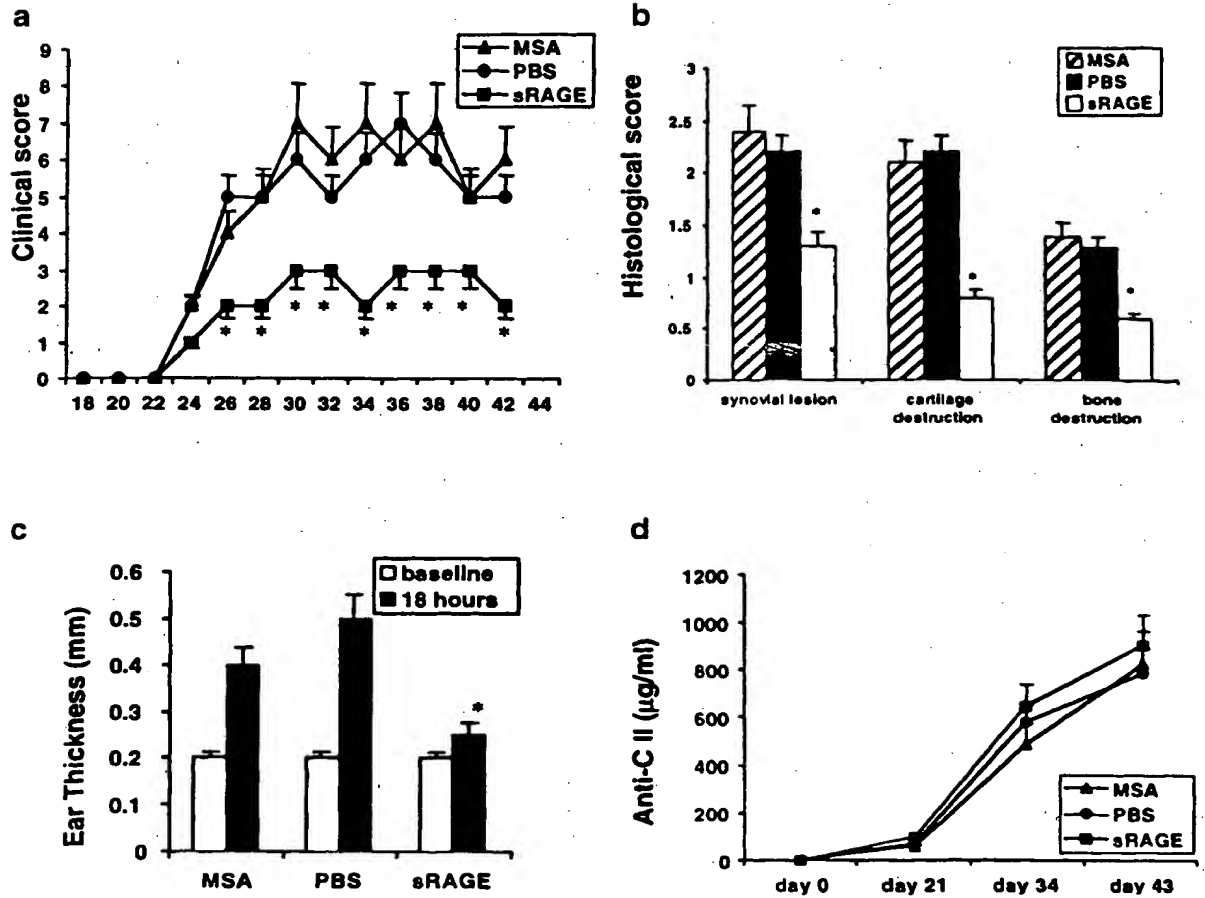 a
MSA
PBS
sRAGE
Clinical score
9
8
7
6
5
4
3
2
1
0
* * * * * * * * *
18 20 22 24 26 28 30 32 34 36 38 40 42 44
b
MSA
PBS
sRAGE
Histological score
3
2.5
2
1.5
1
0.5
0
*
*
*
synovial lesion cartilage destruction bone destruction
c
baseline
18 hours
Ear Thickness (mm)
0.6
0.5
0.4
0.3
0.2
0.1
0
*
MSA PBS sRAGE
d
Anti-C II (µg/ml)
1200
1000
800
600
400
200
0
MSA
PBS
sRAGE
day 0 day 21 day 34 day 43